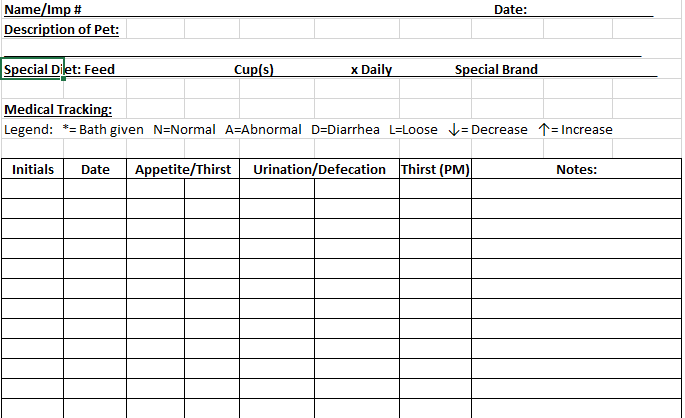 Name/Imp # Date:
Description of Pet:
Special Diet: Feed Cup(s) x Daily Special Brand
Medical Tracking:
Legend: *= Bath given N=Normal A=Abnormal D=Diarrhea L=Loose ↓= Decrease ↑= Increase
Initials Date Appetite/Thirst Urination/Defecation Thirst (PM) Notes: